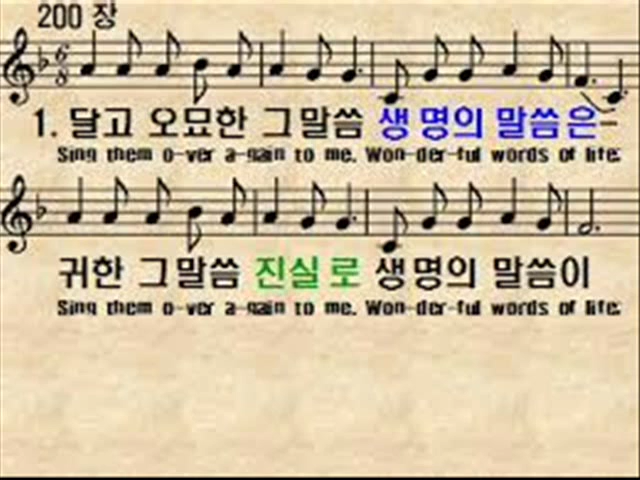 200 장
1. 달고 오묘한 그말씀 생명의 말씀은-
Sing them o-ver a-gain to me. Won-der-ful words of life;
귀한 그말씀 진실로 생명의 말씀이
Sing them o-ver a-gain to me. Won-der-ful words of life;